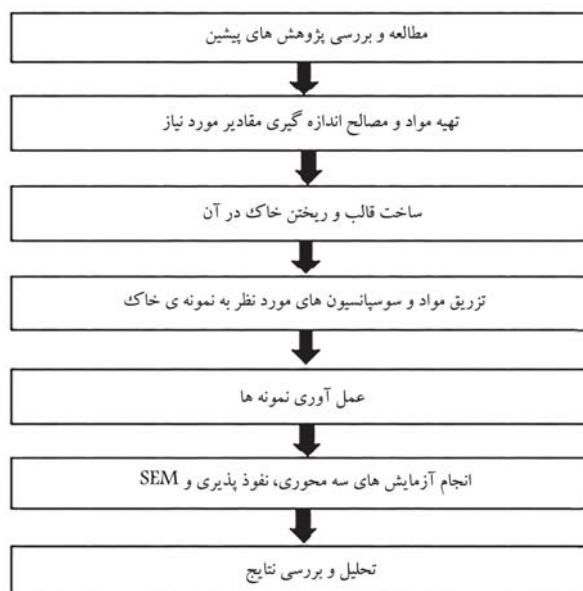 مطالعه و بررسی پژوهش های پیشین
تهیه مواد و مصالح اندازه گیری مقادیر مورد نیاز
ساخت قالب و ریختن خاک در آن
تزریق مواد و سوسپانسیون های مورد نظر به نمونه ی خاک
عمل آوری نمونه ها
انجام آزمایش های سه محوری، نفوذ پذیری و SEM
تحلیل و بررسی نتایج